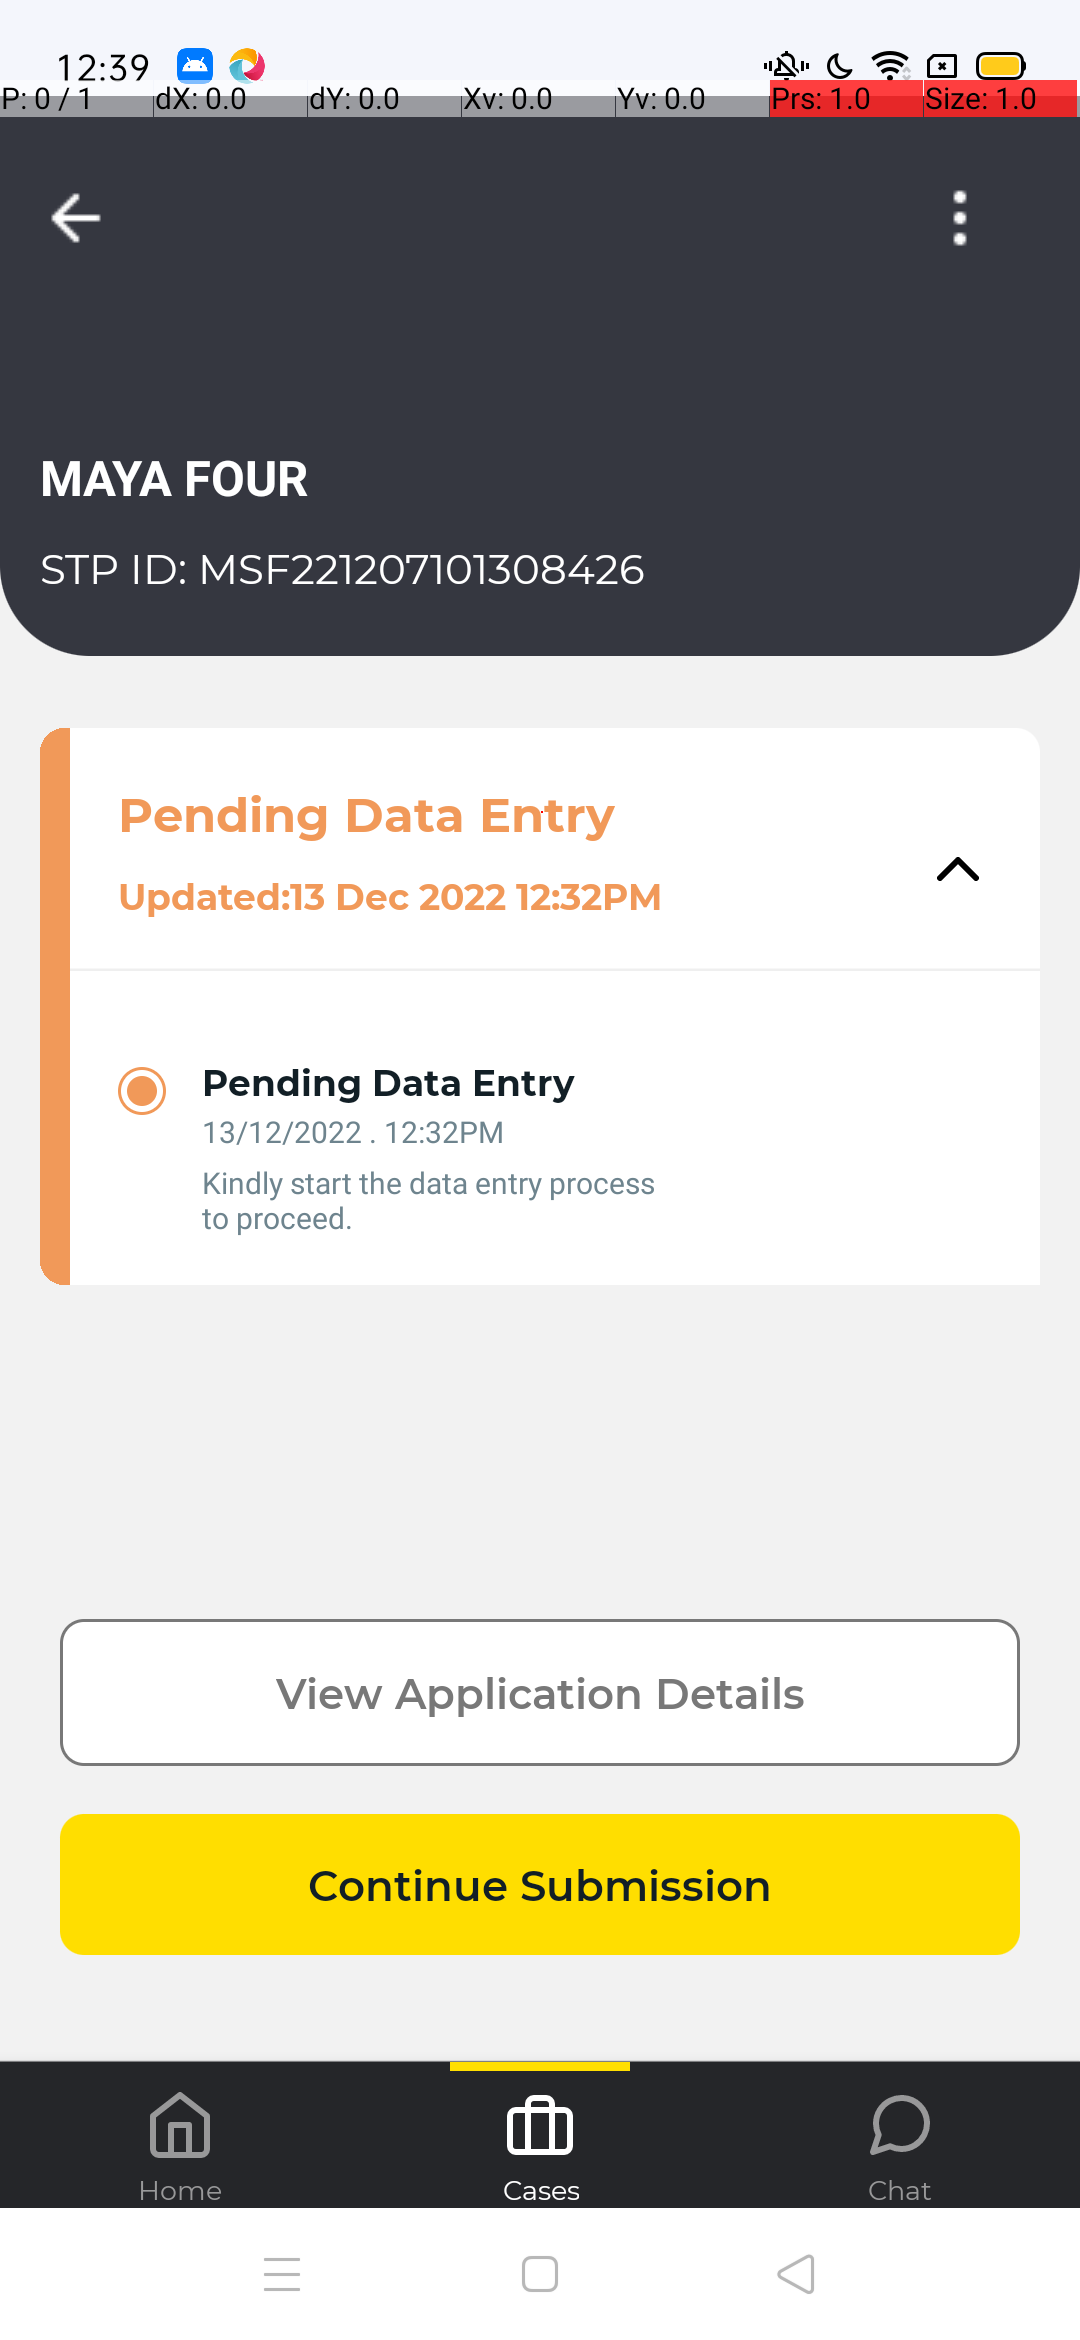 12:39
P: 0 / 1 dX: 0.0 dY: 0.0 Xv: 0.0 Yv: 0.0 Prs: 1.0 Size: 1.0
MAYA FOUR
STP ID: MSF221207101308426
Pending Data Entry
Updated:13 Dec 2022 12:32PM
Pending Data Entry
13/12/2022 . 12:32PM
Kindly start the data entry process
to proceed.
View Application Details
Continue Submission
Home Cases Chat